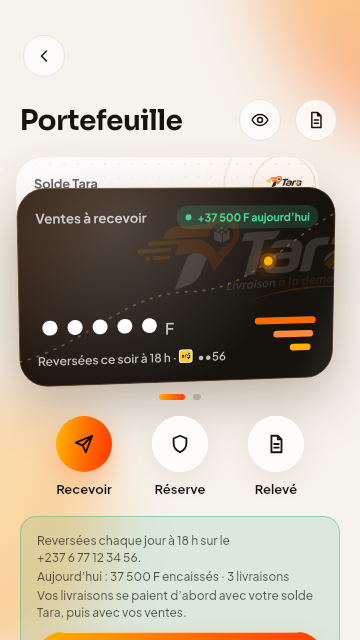 Portefeuille
Solde Tara
Tara
Ventes à recevoir
+37 500 F aujourd'hui
Tara
Livraison à la dema
F
Reversées ce soir à 18 h · ••56
Recevoir
Réserve
Relevé
Reversées chaque jour à 18 h sur le
+237 6 77 12 34 56.
Aujourd'hui : 37 500 F encaissés · 3 livraisons
Vos livraisons se paient d'abord avec votre solde
Tara, puis avec vos ventes.